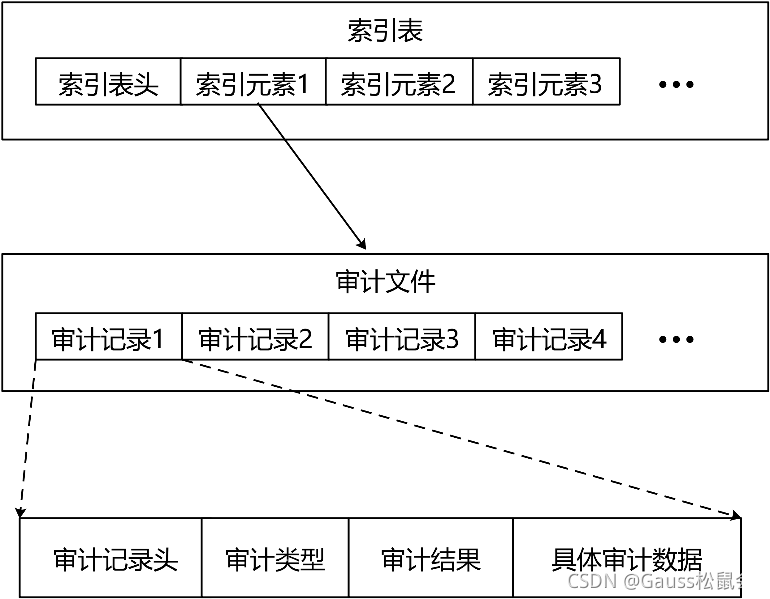 索引表
索引表头 索引元素1 索引元素2 索引元素3 •••
审计文件
审计记录1 审计记录2 审计记录3 审计记录4 •••
审计记录头 审计类型 审计结果 具体审计数据
CSDN @Gauss松鼠会